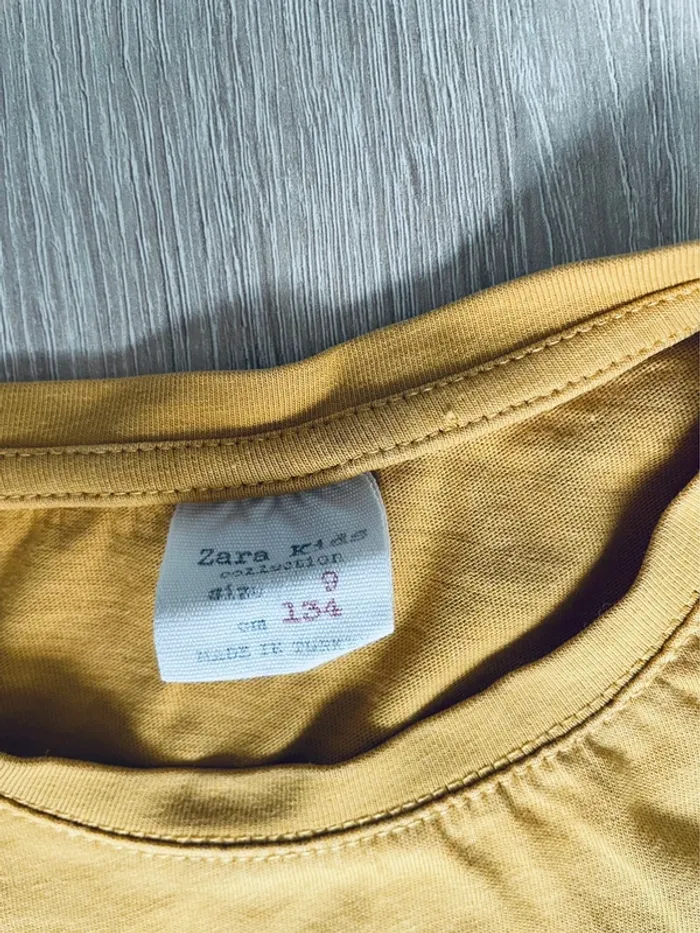 Zara Kids
collection
size 9
cm 134
MADE IN TURKEY